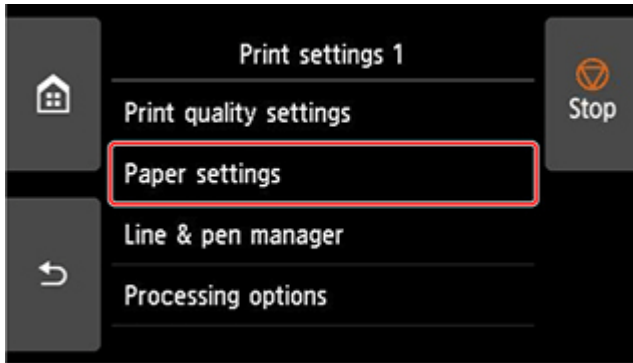 Print settings 1
Stop
Print quality settings
Paper settings
Line & pen manager
Processing options